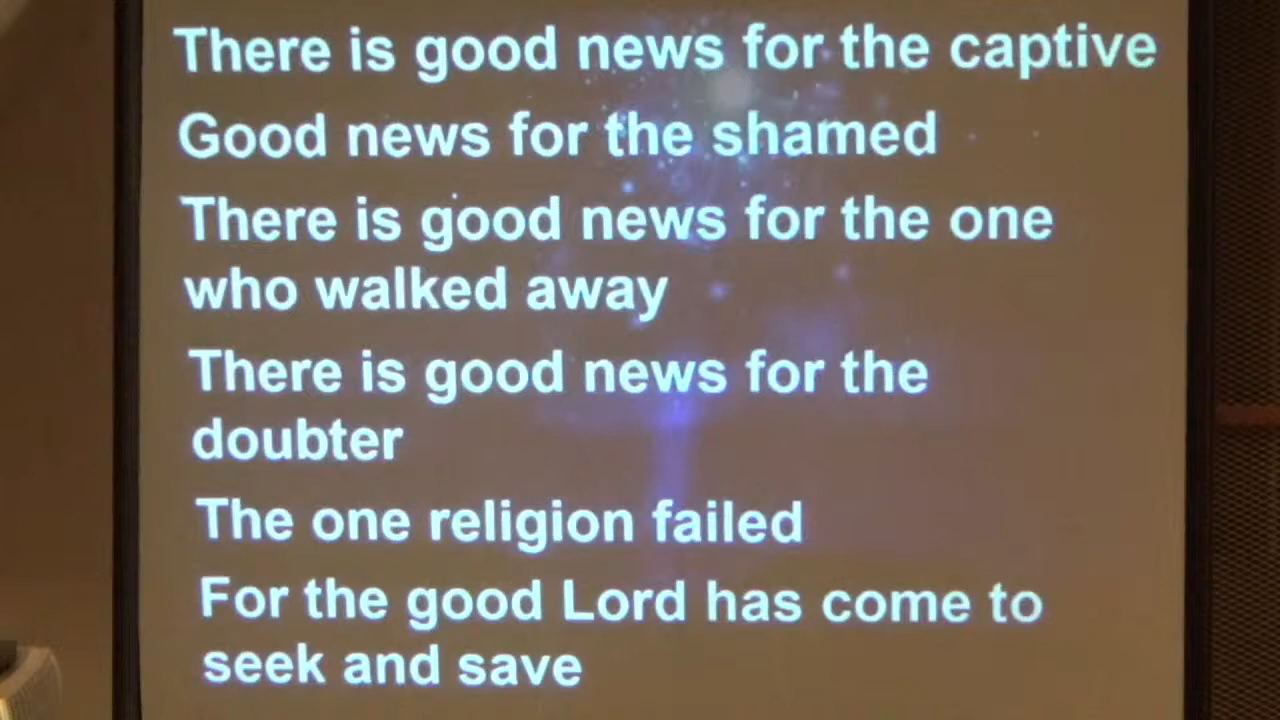 There is good news for the captive
Good news for the shamed
There is good news for the one
who walked away
There is good news for the
doubter
The one religion failed
For the good Lord has come to
seek and save